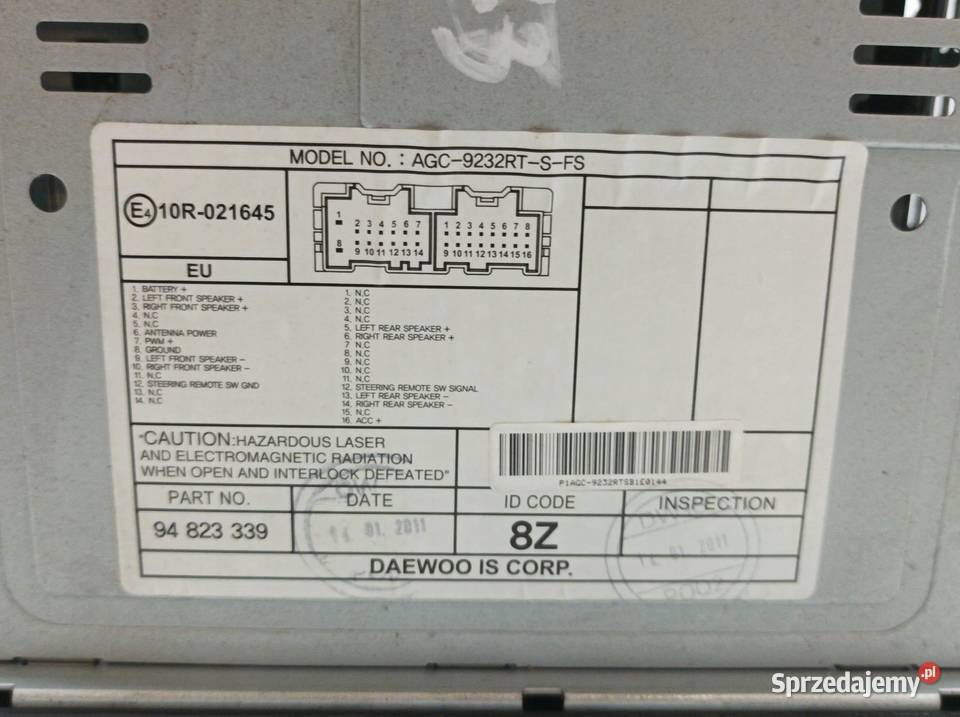 MODEL NO. : AGC-9232RT-S-FS
E4 10R-021645
EU
1 2 3 4 5 6 7
8 9 10 11 12 13 14
1 2 3 4 5 6 7 8
9 10 11 12 13 14 15 16
1. BATTERY +
2. LEFT FRONT SPEAKER +
3. RIGHT FRONT SPEAKER +
4. N.C
5. N.C
6. ANTENNA POWER
7. PWM +
8. GROUND
9. LEFT FRONT SPEAKER -
10. RIGHT FRONT SPEAKER -
11. N.C
12. STEERING REMOTE SW GND
13. N.C
14. N.C
1. N.C
2. N.C
3. N.C
4. N.C
5. LEFT REAR SPEAKER +
6. RIGHT REAR SPEAKER +
7. N.C
8. N.C
9. N.C
10. N.C
11. N.C
12. STEERING REMOTE SW SIGNAL
13. LEFT REAR SPEAKER -
14. RIGHT REAR SPEAKER -
15. N.C
16. ACC +
"CAUTION:HAZARDOUS LASER
AND ELECTROMAGNETIC RADIATION
WHEN OPEN AND INTERLOCK DEFEATED"
P1AGC-9232RTSB1E0144
PART NO. DATE ID CODE INSPECTION
94 823 339 01. 2011 8Z 01 2011
DAEWOO IS CORP.
Sprzedajemy.pl